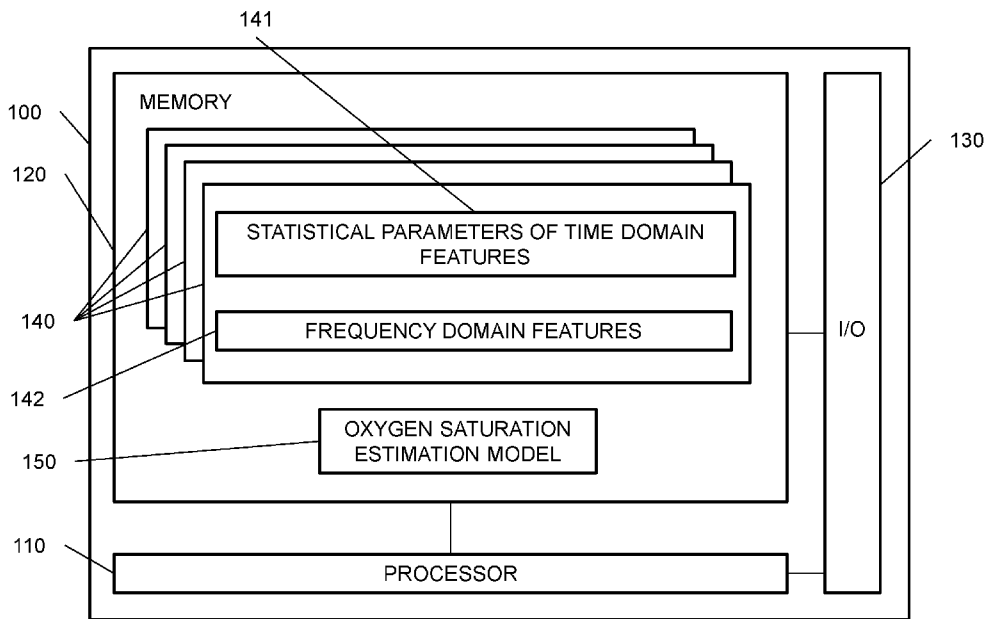 141
MEMORY
100
130
120
STATISTICAL PARAMETERS OF TIME DOMAIN
FEATURES
140
FREQUENCY DOMAIN FEATURES
I/O
142
OXYGEN SATURATION
ESTIMATION MODEL
150
110
PROCESSOR